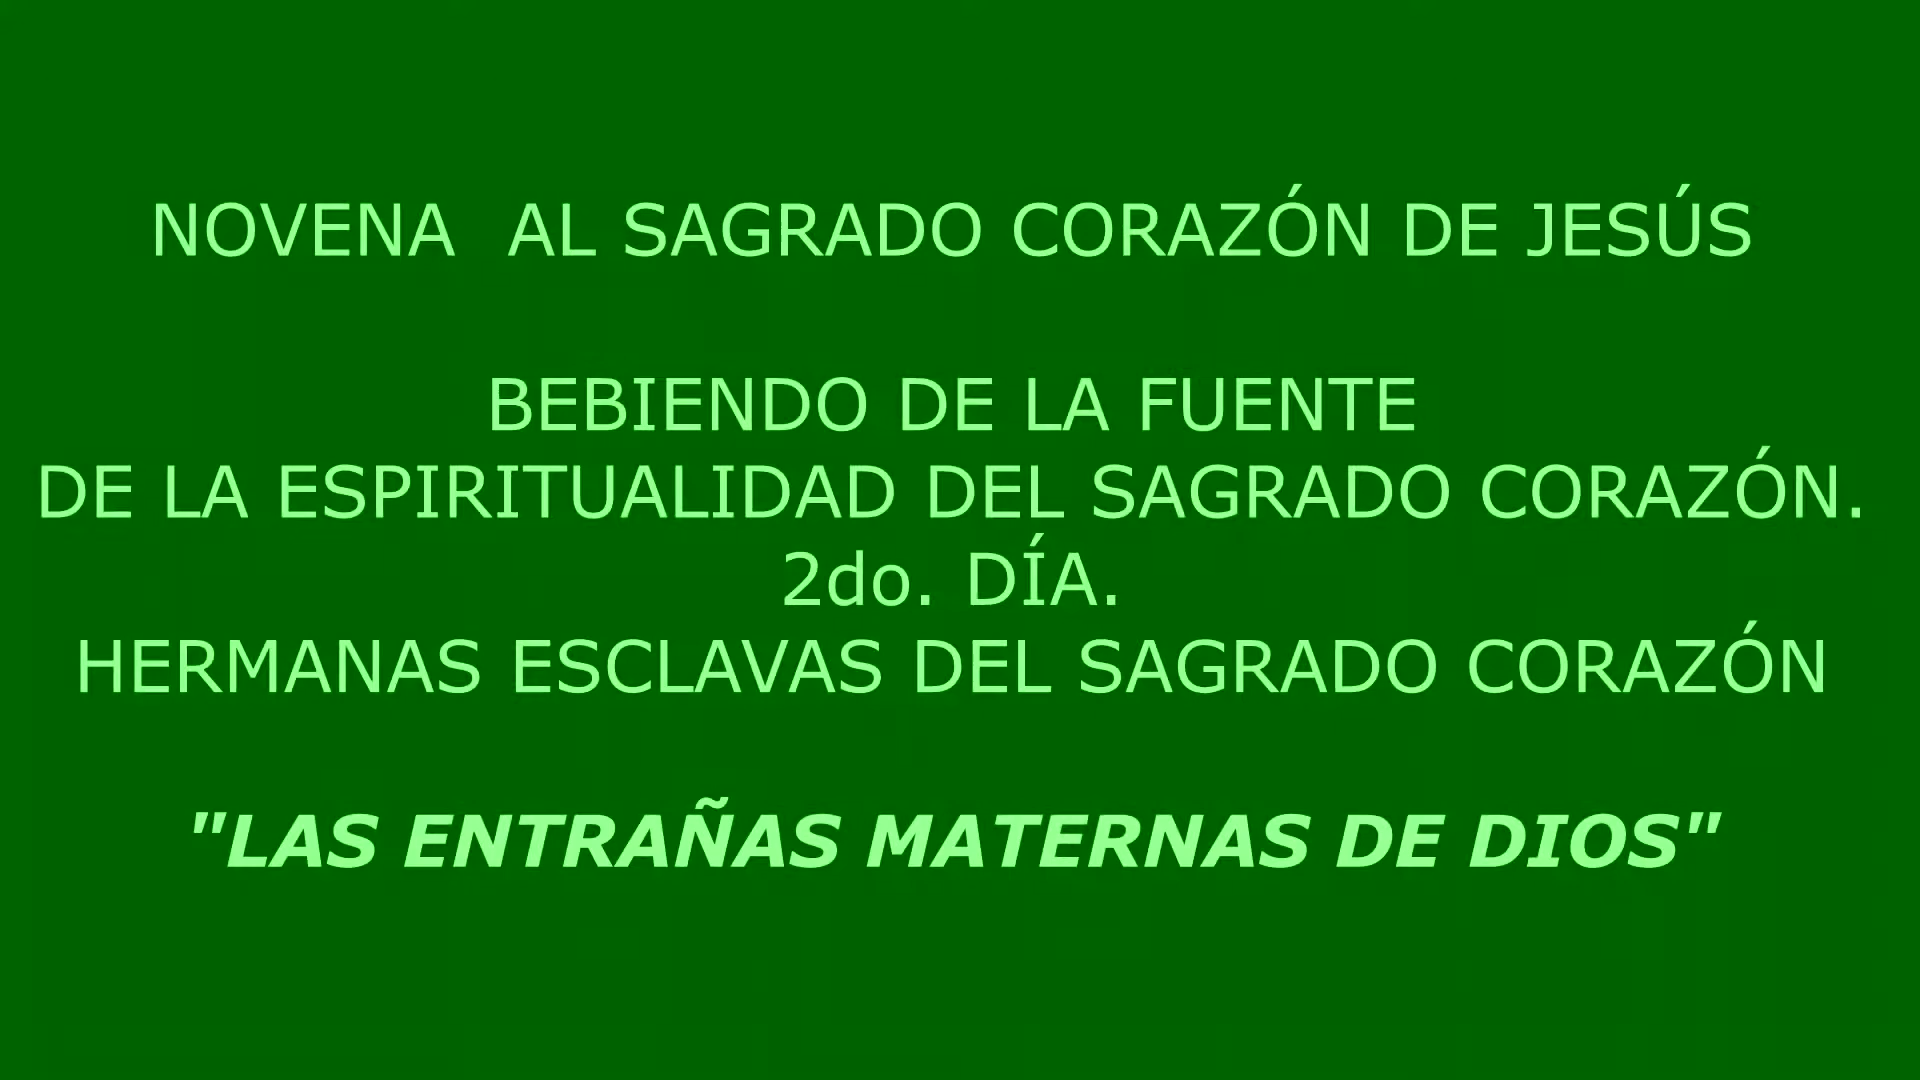 NOVENA  AL SAGRADO CORAZÓN DE JESÚS
BEBIENDO DE LA FUENTE
DE LA ESPIRITUALIDAD DEL SAGRADO CORAZÓN.
2do. DÍA.
HERMANAS ESCLAVAS DEL SAGRADO CORAZÓN
"LAS ENTRAÑAS MATERNAS DE DIOS"